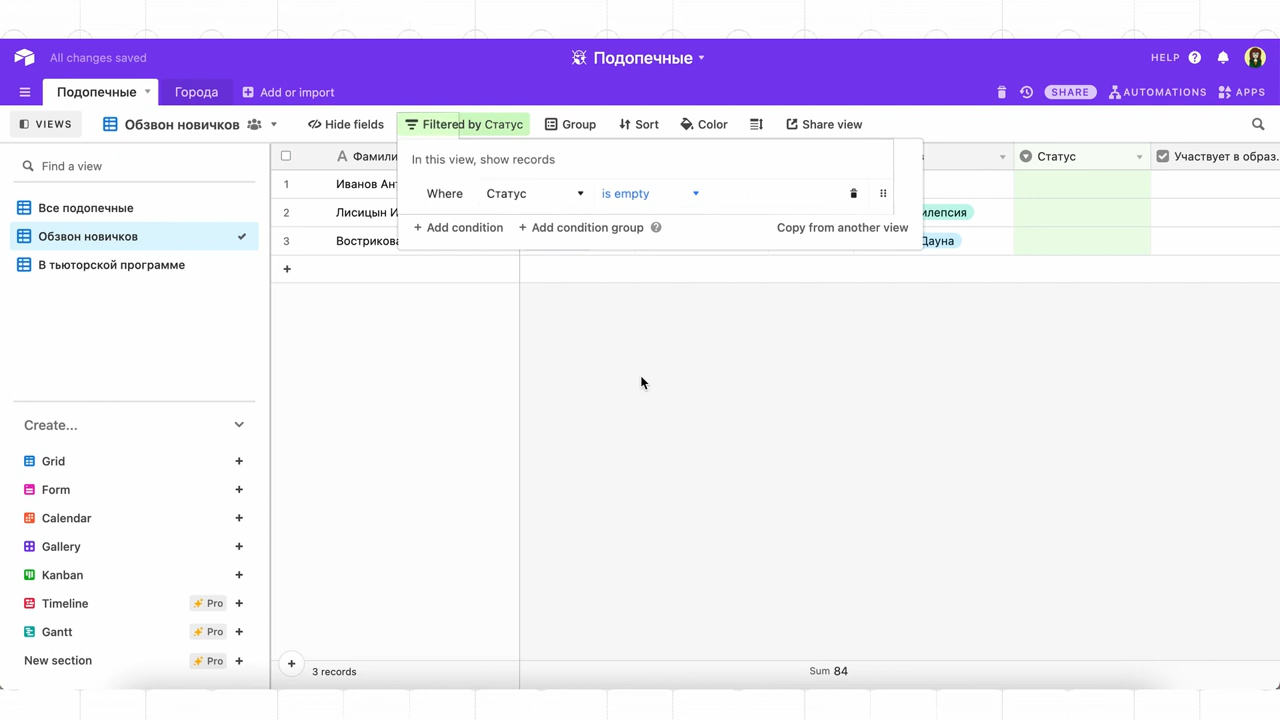 All changes saved
Подопечные
HELP
Подопечные
Города
Add or import
SHARE
AUTOMATIONS
APPS
VIEWS
Обзвон новичков
Hide fields
Filtered by Статус
Group
Sort
Color
Share view
Find a view
Все подопечные
Обзвон новичков
В тьюторской программе
Create...
Grid
Form
Calendar
Gallery
Kanban
Timeline Pro
Gantt Pro
New section Pro
In this view, show records
Where Статус is empty
Add condition
Add condition group
Copy from another view
Статус
Участвует в образ.
1 Иванов
2 Лисицын И
3
Дауна
3 records
Sum 84